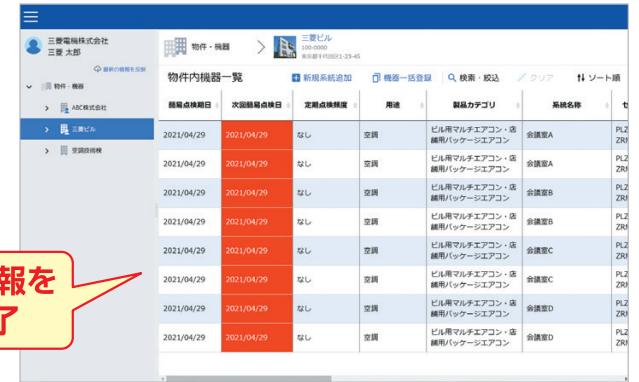 三菱電機株式会社
三菱 太郎
最新の情報を反映
物件・機器
ABC株式会社
三菱ビル
空調技術棟
物件・機器
三菱ビル
100-0000
東京都千代田区1-23-45
物件内機器一覧
新規系統追加
機器一括登録
検索・絞込
クリア
ソート順
簡易点検期日
次回簡易点検日
定期点検頻度
用途
製品カテゴリ
系統名称
セ
2021/04/29 2021/04/29 なし 空調 ビル用マルチエアコン・店舗用パッケージエアコン 会議室A PLZ ZRM
2021/04/29 2021/04/29 なし 空調 ビル用マルチエアコン・店舗用パッケージエアコン 会議室A PLZ ZRM
2021/04/29 2021/04/29 なし 空調 ビル用マルチエアコン・店舗用パッケージエアコン 会議室B PLZ ZRM
2021/04/29 2021/04/29 なし 空調 ビル用マルチエアコン・店舗用パッケージエアコン 会議室B PLZ ZRM
2021/04/29 2021/04/29 なし 空調 ビル用マルチエアコン・店舗用パッケージエアコン 会議室C PLZ ZRM
2021/04/29 2021/04/29 なし 空調 ビル用マルチエアコン・店舗用パッケージエアコン 会議室C PLZ ZRM
2021/04/29 2021/04/29 なし 空調 ビル用マルチエアコン・店舗用パッケージエアコン 会議室D PLZ ZRM
2021/04/29 2021/04/29 なし 空調 ビル用マルチエアコン・店舗用パッケージエアコン 会議室D PLZ ZRM
報を
了